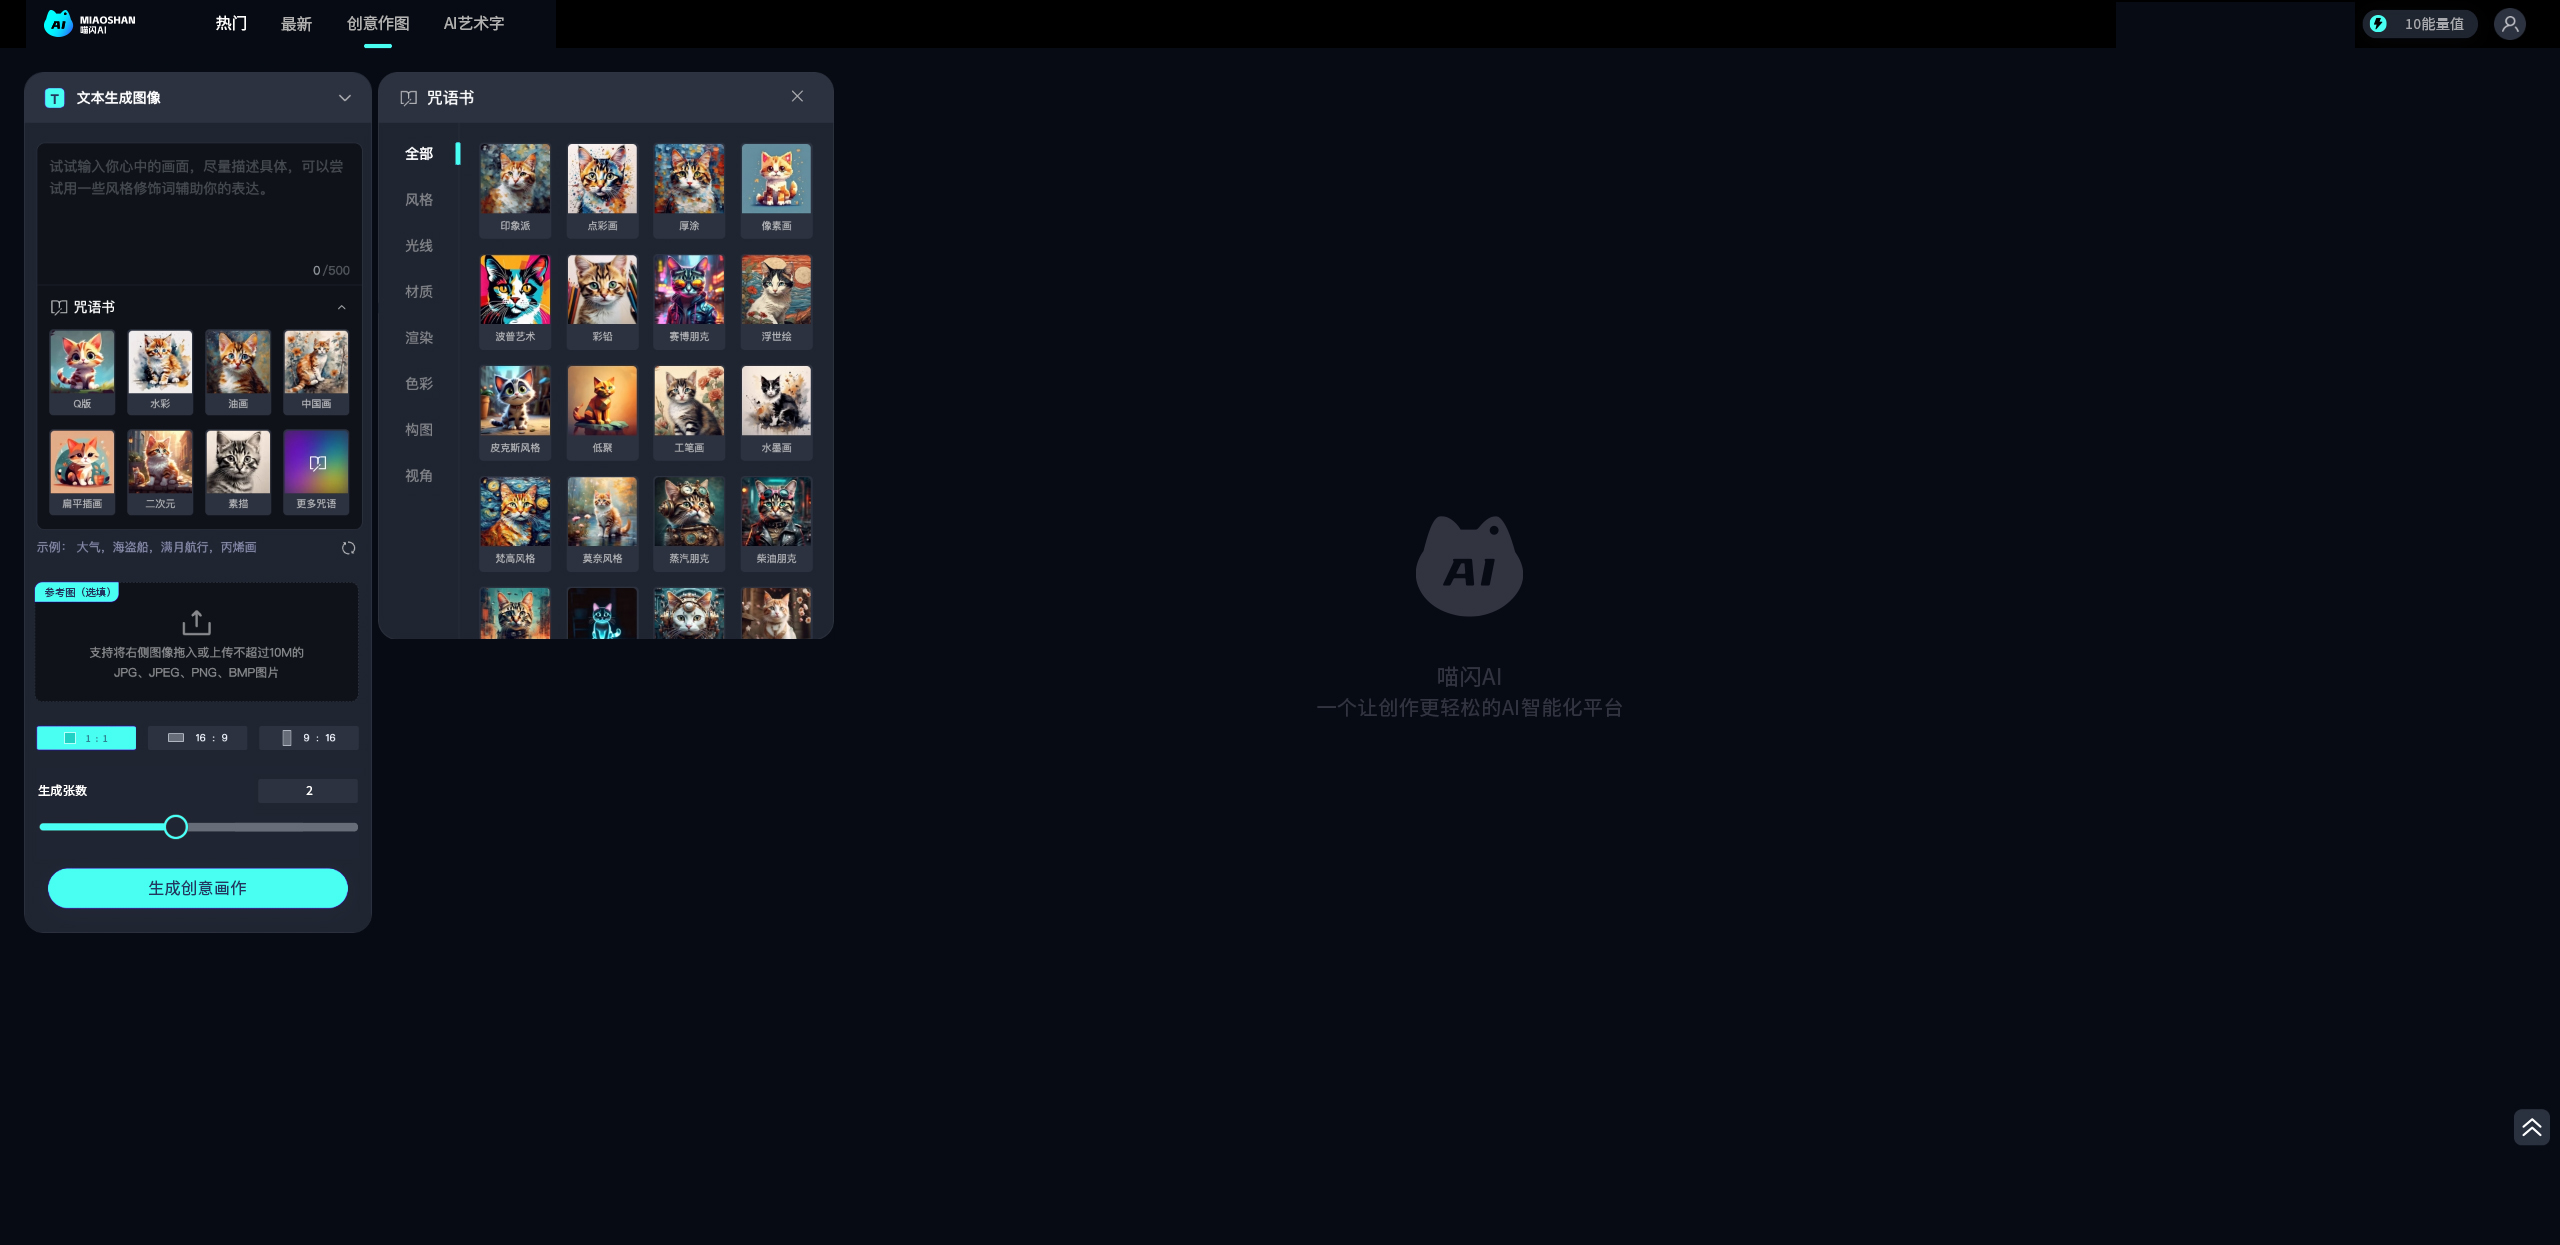 MIAOSHAN
喵闪AI
热门
最新
创意作图
AI艺术字
10能量值
T
文本生成图像
试试输入你心中的画面，尽量描述具体，可以尝
试用一些风格修饰词辅助你的表达。
0/500
咒语书
Q版
水彩
油画
中国画
扁平插画
二次元
素描
更多咒语
示例： 大气，海盗船，满月航行，丙烯画
参考图（选填）
支持将右侧图像拖入或上传不超过10M的
JPG、JPEG、PNG、BMP图片
1 : 1
16 : 9
9 : 16
生成张数
2
生成创意画作
咒语书
全部
风格
光线
材质
渲染
色彩
构图
视角
印象派
点彩画
厚涂
像素画
波普艺术
彩铅
赛博朋克
浮世绘
皮克斯风格
低聚
工笔画
水墨画
梵高风格
莫奈风格
蒸汽朋克
柴油朋克
AI
喵闪AI
一个让创作更轻松的AI智能化平台